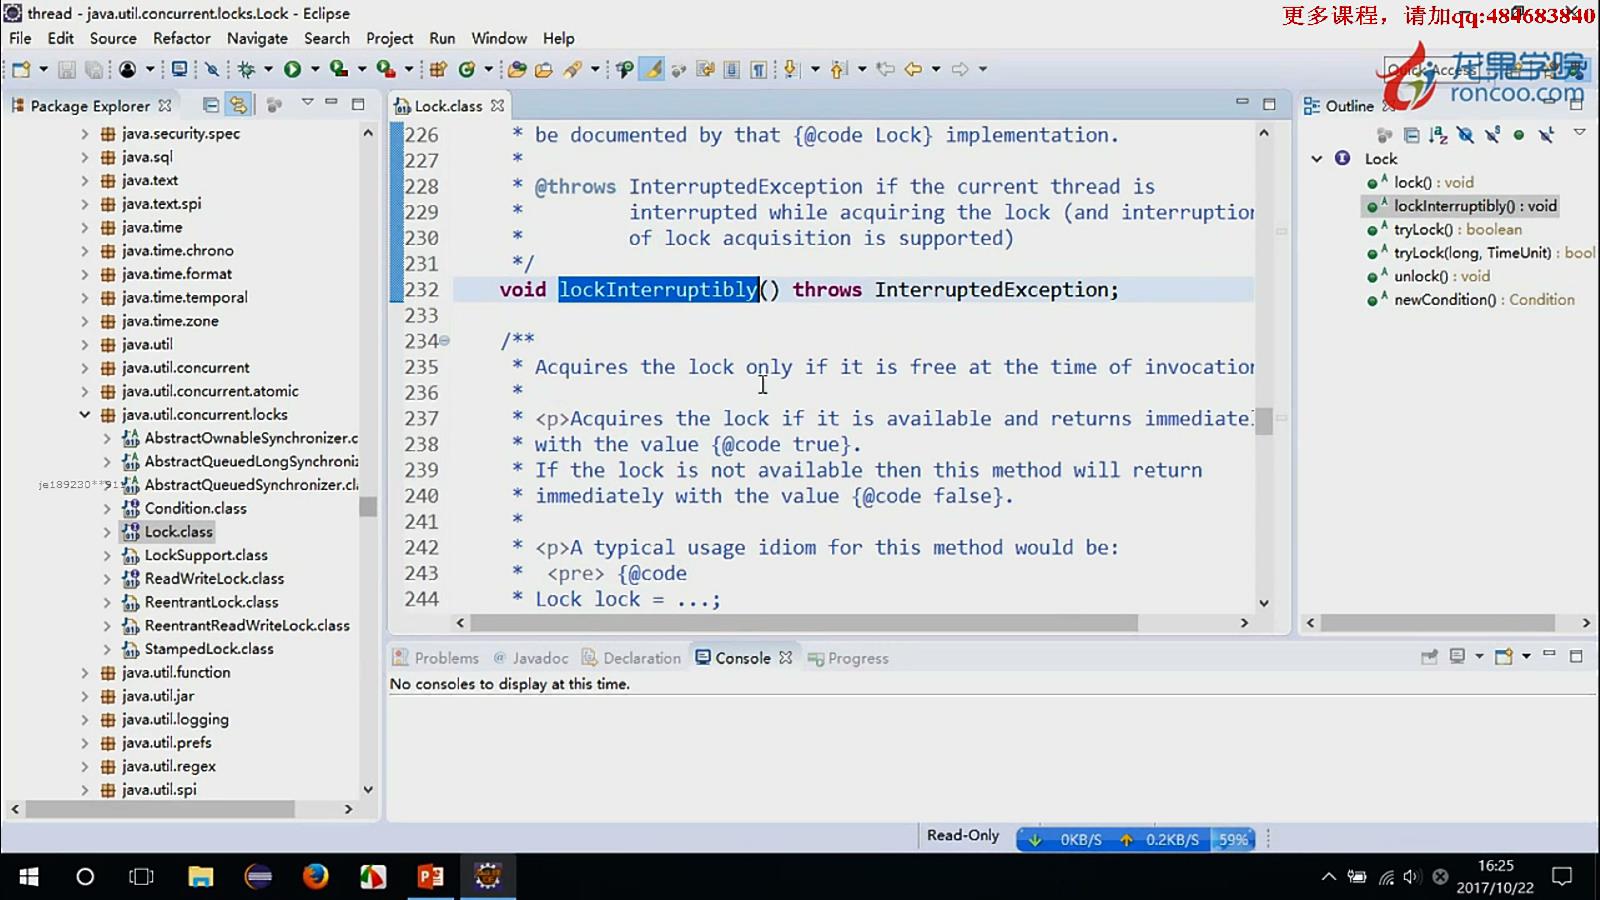 thread - java.util.concurrent.locks.Lock - Eclipse
更多课程，请加qq:484683840
File Edit Source Refactor Navigate Search Project Run Window Help
Quick Access
龙果学院
roncoo.com
Package Explorer
java.security.spec
java.sql
java.text
java.text.spi
java.time
java.time.chrono
java.time.format
java.time.temporal
java.time.zone
java.util
java.util.concurrent
java.util.concurrent.atomic
java.util.concurrent.locks
AbstractOwnableSynchronizer.c
AbstractQueuedLongSynchroniz
AbstractQueuedSynchronizer.cl
Condition.class
Lock.class
LockSupport.class
ReadWriteLock.class
ReentrantLock.class
ReentrantReadWriteLock.class
StampedLock.class
java.util.function
java.util.jar
java.util.logging
java.util.prefs
java.util.regex
java.util.spi
Lock.class
226 * be documented by that {@code Lock} implementation.
227 *
228 * @throws InterruptedException if the current thread is
229 * interrupted while acquiring the lock (and interruption
230 * of lock acquisition is supported)
231 */
232 void lockInterruptibly() throws InterruptedException;
233
234 /**
235 * Acquires the lock only if it is free at the time of invocation
236 *
237 * <p>Acquires the lock if it is available and returns immediatel
238 * with the value {@code true}.
239 * If the lock is not available then this method will return
240 * immediately with the value {@code false}.
241 *
242 * <p>A typical usage idiom for this method would be:
243 * <pre> {@code
244 * Lock lock = ...;
Outline
Lock
lock() : void
lockInterruptibly() : void
tryLock() : boolean
tryLock(long, TimeUnit) : bool
unlock() : void
newCondition() : Condition
Problems @ Javadoc Declaration Console Progress
No consoles to display at this time.
Read-Only
0KB/S 0.2KB/S 59%
16:25
2017/10/22